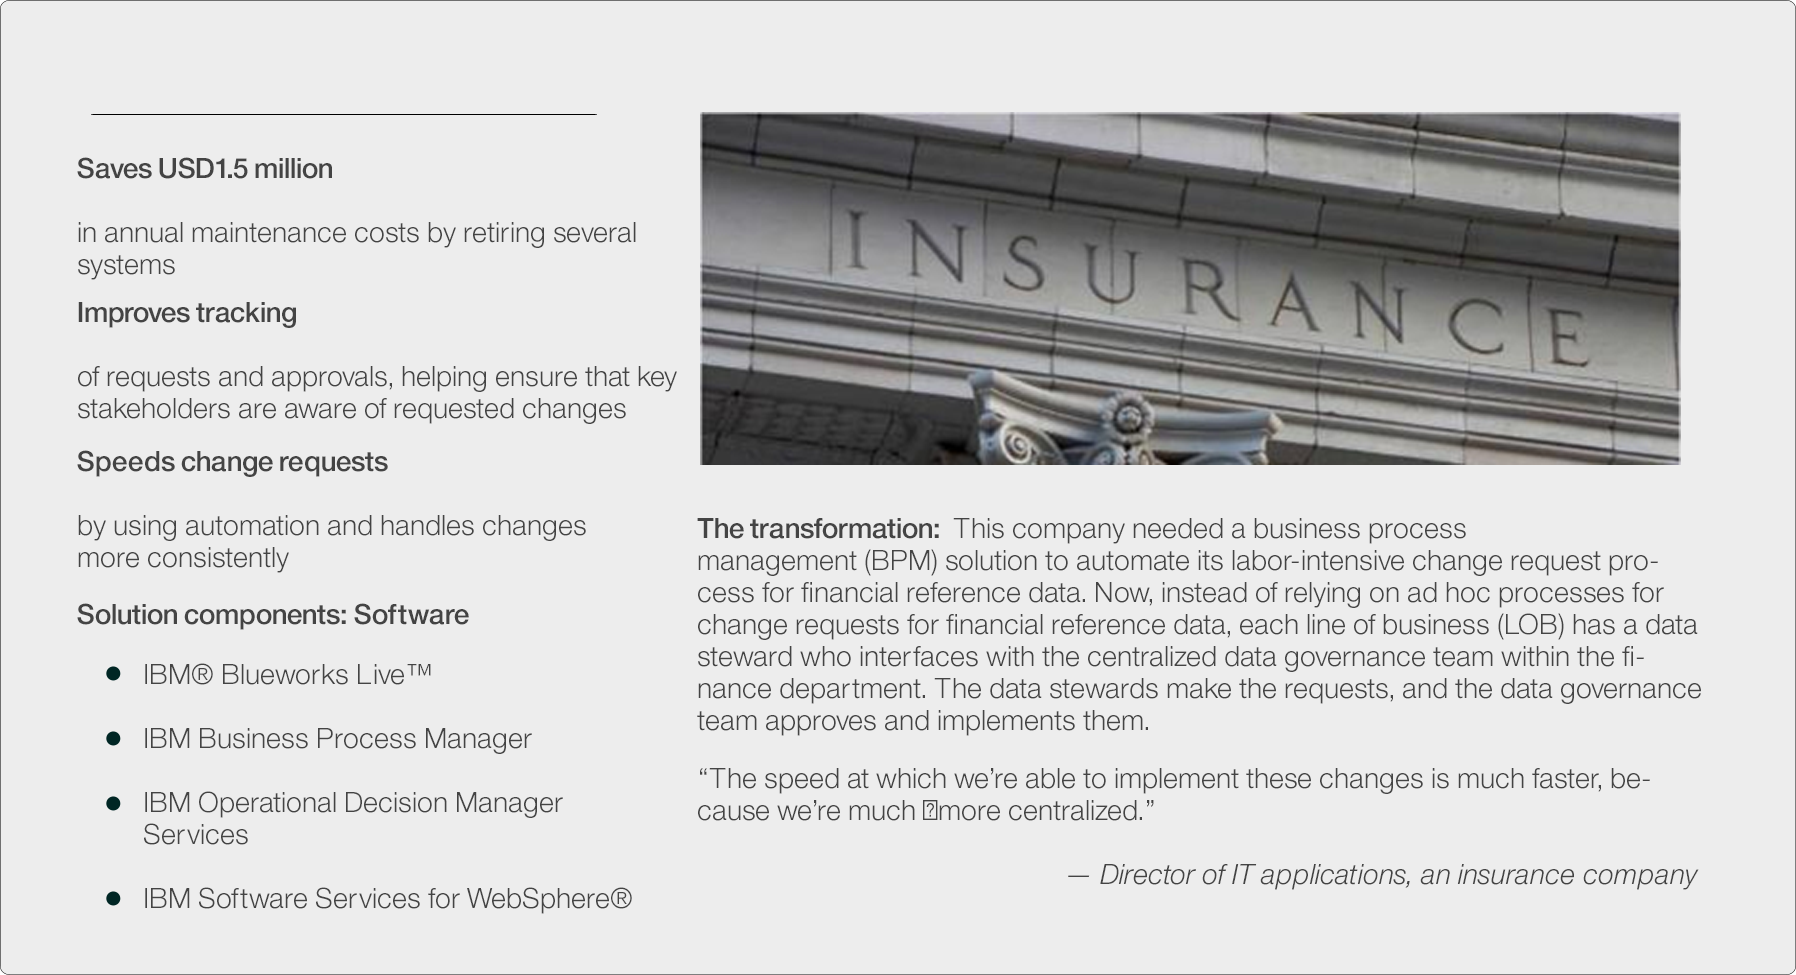 Saves USD1.5 million
in annual maintenance costs by retiring several
systems
Improves tracking
of requests and approvals, helping ensure that key
stakeholders are aware of requested changes
Speeds change requests
by using automation and handles changes
more consistently
Solution components: Software
● IBM® Blueworks Live™
● IBM Business Process Manager
● IBM Operational Decision Manager
Services
● IBM Software Services for WebSphere®
INSURANCE
The transformation: This company needed a business process
management (BPM) solution to automate its labor-intensive change request pro-
cess for financial reference data. Now, instead of relying on ad hoc processes for
change requests for financial reference data, each line of business (LOB) has a data
steward who interfaces with the centralized data governance team within the fi-
nance department. The data stewards make the requests, and the data governance
team approves and implements them.
“The speed at which we’re able to implement these changes is much faster, be-
cause we’re much ⍰more centralized.”
— Director of IT applications, an insurance company